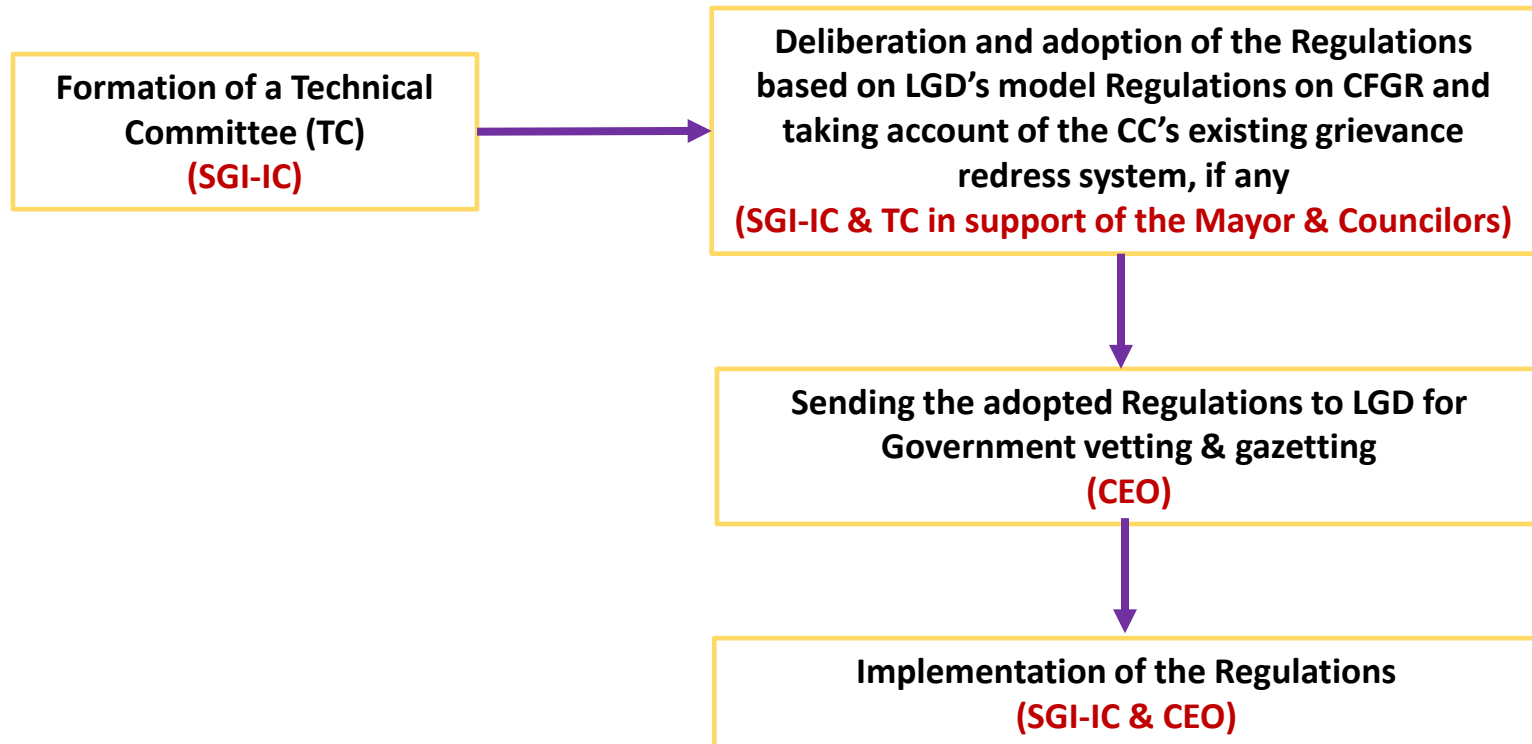 Formation of a Technical
Committee (TC)
(SGI-IC)
Deliberation and adoption of the Regulations
based on LGD’s model Regulations on CFGR and
taking account of the CC’s existing grievance
redress system, if any
(SGI-IC & TC in support of the Mayor & Councilors)
Sending the adopted Regulations to LGD for
Government vetting & gazetting
(CEO)
Implementation of the Regulations
(SGI-IC & CEO)